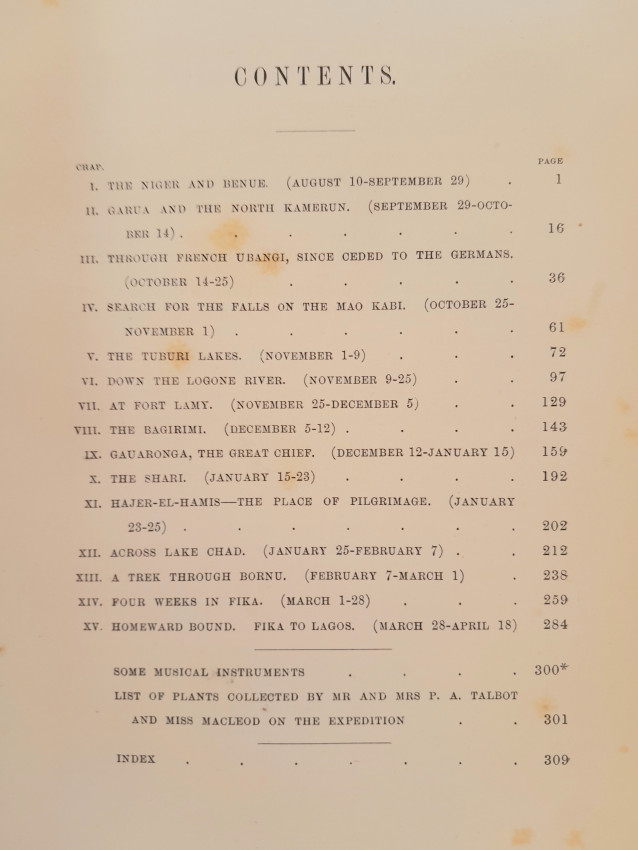 CONTENTS.
CHAP. PAGE
I. THE NIGER AND BENUE. (AUGUST 10-SEPTEMBER 29) . 1
II. GARUA AND THE NORTH KAMERUN. (SEPTEMBER 29-OCTO-
BER 14) . . . . . . . 16
III. THROUGH FRENCH UBANGI, SINCE CEDED TO THE GERMANS.
(OCTOBER 14-25) . . . . . 36
IV. SEARCH FOR THE FALLS ON THE MAO KABI. (OCTOBER 25-
NOVEMBER 1) . . . . . . 61
V. THE TUBURI LAKES. (NOVEMBER 1-9) . . . 72
VI. DOWN THE LOGONE RIVER. (NOVEMBER 9-25) . . 97
VII. AT FORT LAMY. (NOVEMBER 25-DECEMBER 5) . . 129
VIII. THE BAGIRIMI. (DECEMBER 5-12) . . . . 143
IX. GAUARONGA, THE GREAT CHIEF. (DECEMBER 12-JANUARY 15) 159
X. THE SHARI. (JANUARY 15-23) . . . . 192
XI. HAJER-EL-HAMIS—THE PLACE OF PILGRIMAGE. (JANUARY
23-25) . . . . . . . 202
XII. ACROSS LAKE CHAD. (JANUARY 25-FEBRUARY 7) . . 212
XIII. A TREK THROUGH BORNU. (FEBRUARY 7-MARCH 1) . 238
XIV. FOUR WEEKS IN FIKA. (MARCH 1-28) . . . 259
XV. HOMEWARD BOUND. FIKA TO LAGOS. (MARCH 28-APRIL 18) 284
SOME MUSICAL INSTRUMENTS . . . . 300*
LIST OF PLANTS COLLECTED BY MR AND MRS P. A. TALBOT
AND MISS MACLEOD ON THE EXPEDITION . . 301
INDEX . . . . . . . 309